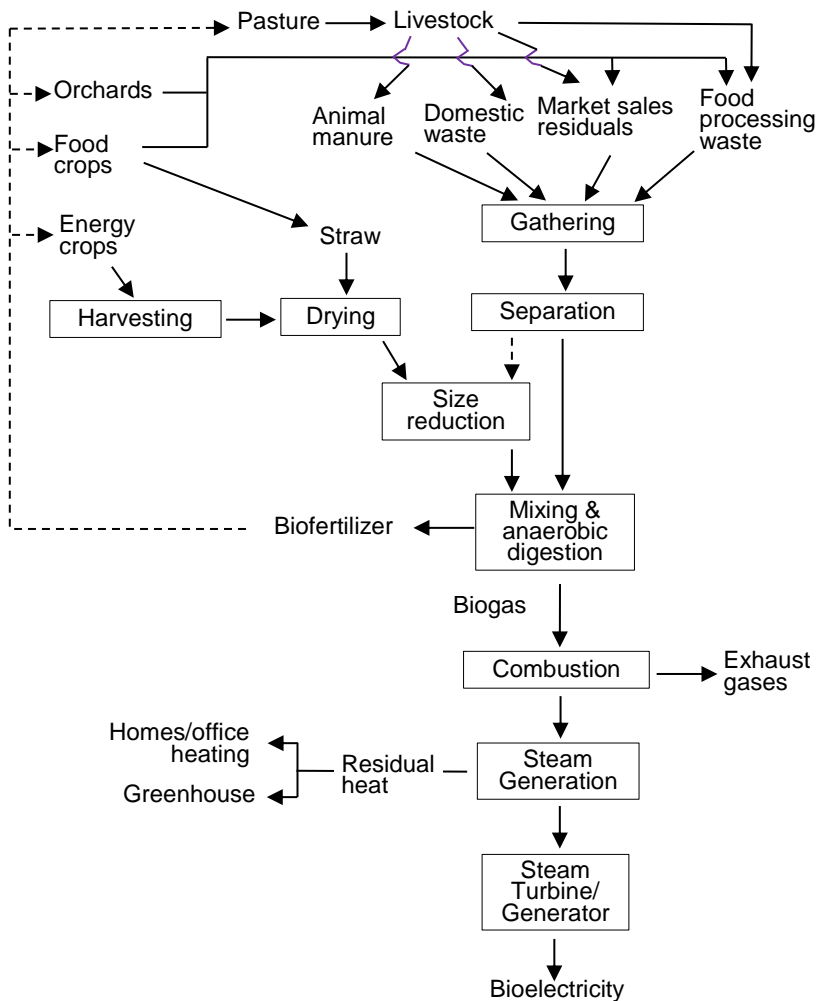 Pasture
Livestock
Orchards
Animal
manure
Domestic
waste
Market sales
residuals
Food
processing
waste
Food
crops
Gathering
Energy
crops
Straw
Harvesting
Drying
Separation
Size
reduction
Biofertilizer
Mixing &
anaerobic
digestion
Biogas
Combustion
Exhaust
gases
Homes/office
heating
Greenhouse
Residual
heat
Steam
Generation
Steam
Turbine/
Generator
Bioelectricity